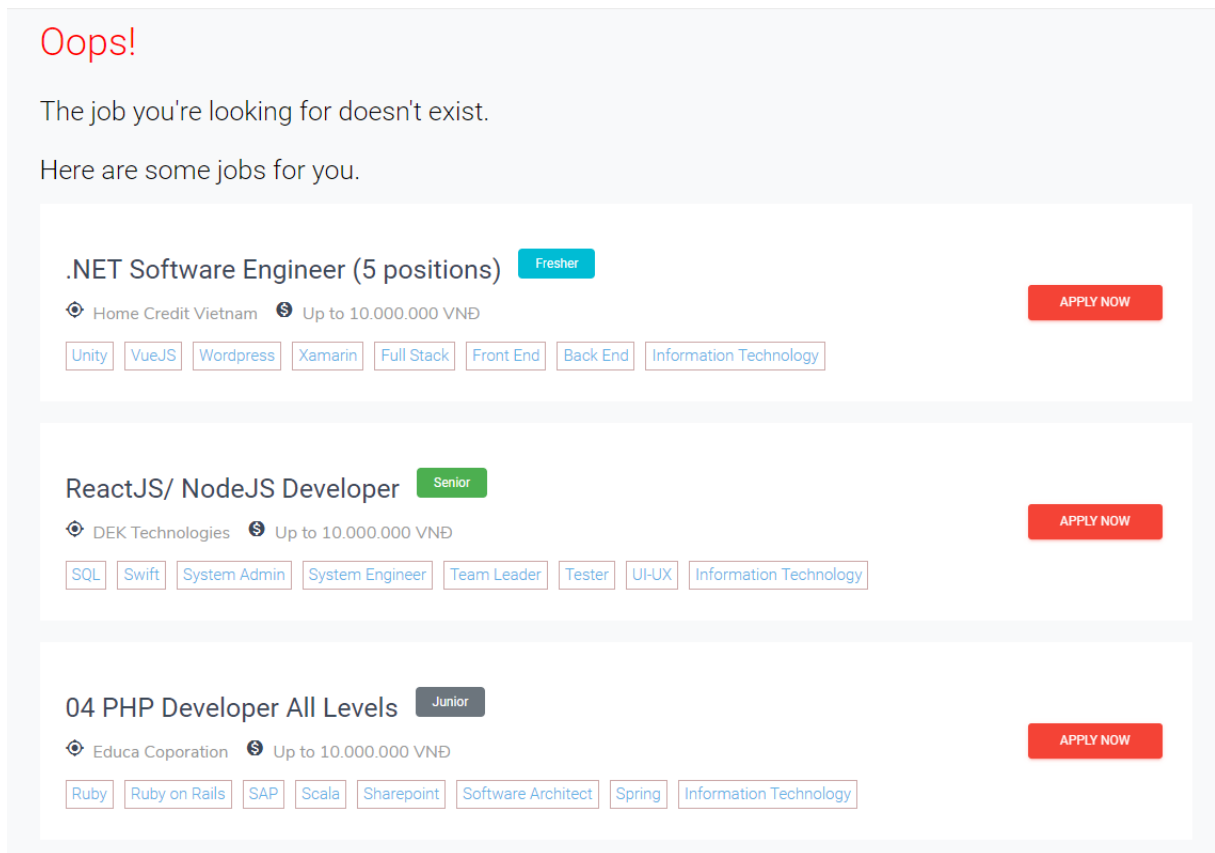 Oops!
The job you're looking for doesn't exist.
Here are some jobs for you.
.NET Software Engineer (5 positions) Fresher
Home Credit Vietnam Up to 10.000.000 VNĐ
APPLY NOW
Unity VueJS Wordpress Xamarin Full Stack Front End Back End Information Technology
ReactJS/ NodeJS Developer Senior
DEK Technologies Up to 10.000.000 VNĐ
APPLY NOW
SQL Swift System Admin System Engineer Team Leader Tester UI-UX Information Technology
04 PHP Developer All Levels Junior
Educa Coporation Up to 10.000.000 VNĐ
APPLY NOW
Ruby Ruby on Rails SAP Scala Sharepoint Software Architect Spring Information Technology